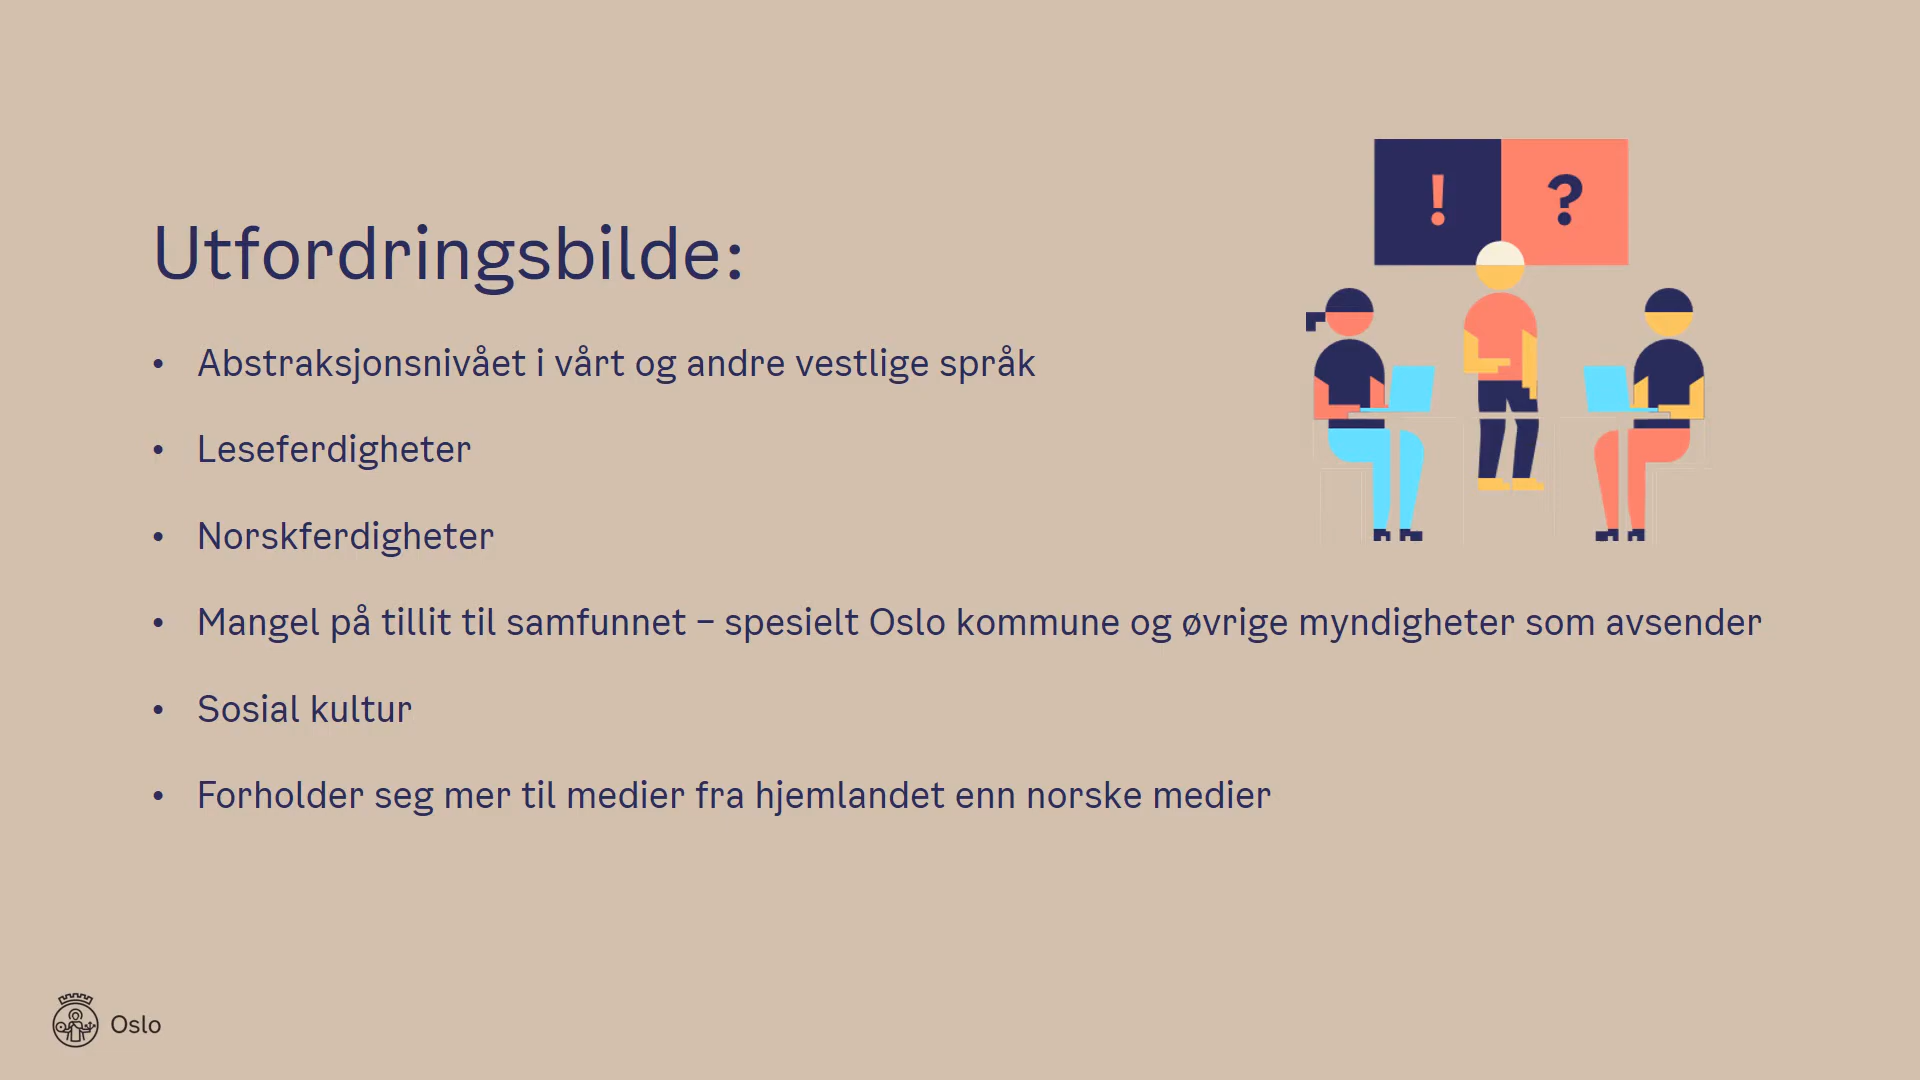 ! ?
Utfordringsbilde:
• Abstraksjonsnivået i vårt og andre vestlige språk
• Leseferdigheter
• Norskferdigheter
• Mangel på tillit til samfunnet – spesielt Oslo kommune og øvrige myndigheter som avsender
• Sosial kultur
• Forholder seg mer til medier fra hjemlandet enn norske medier
Oslo